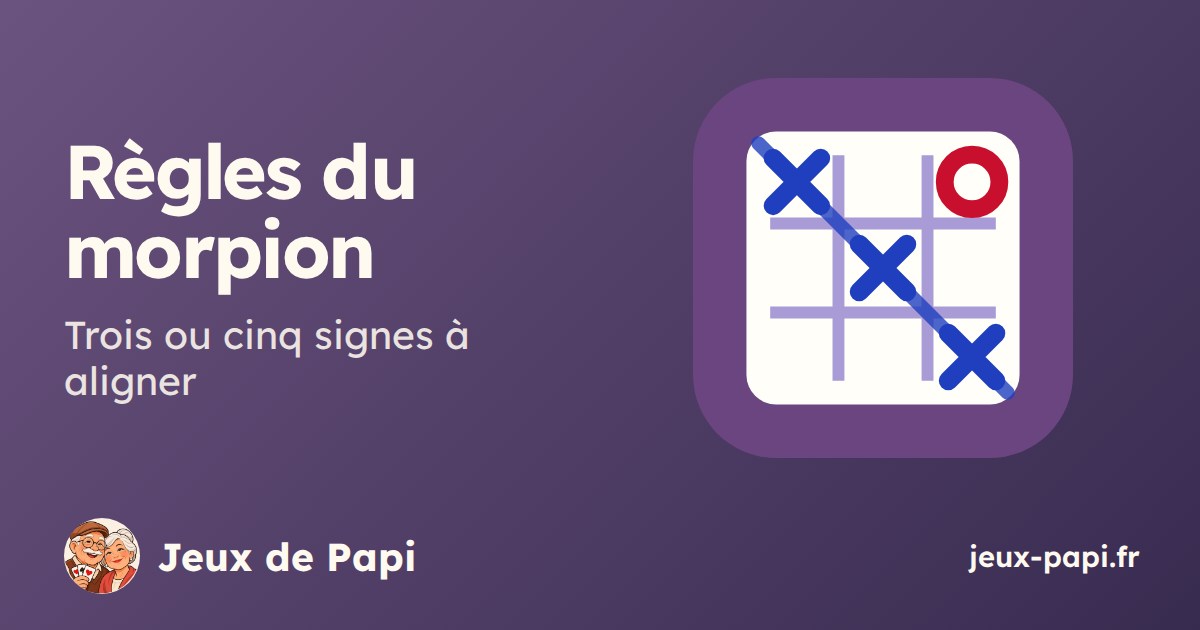 Règles du
morpion
Trois ou cinq signes à
aligner
Jeux de Papi
jeux-papi.fr